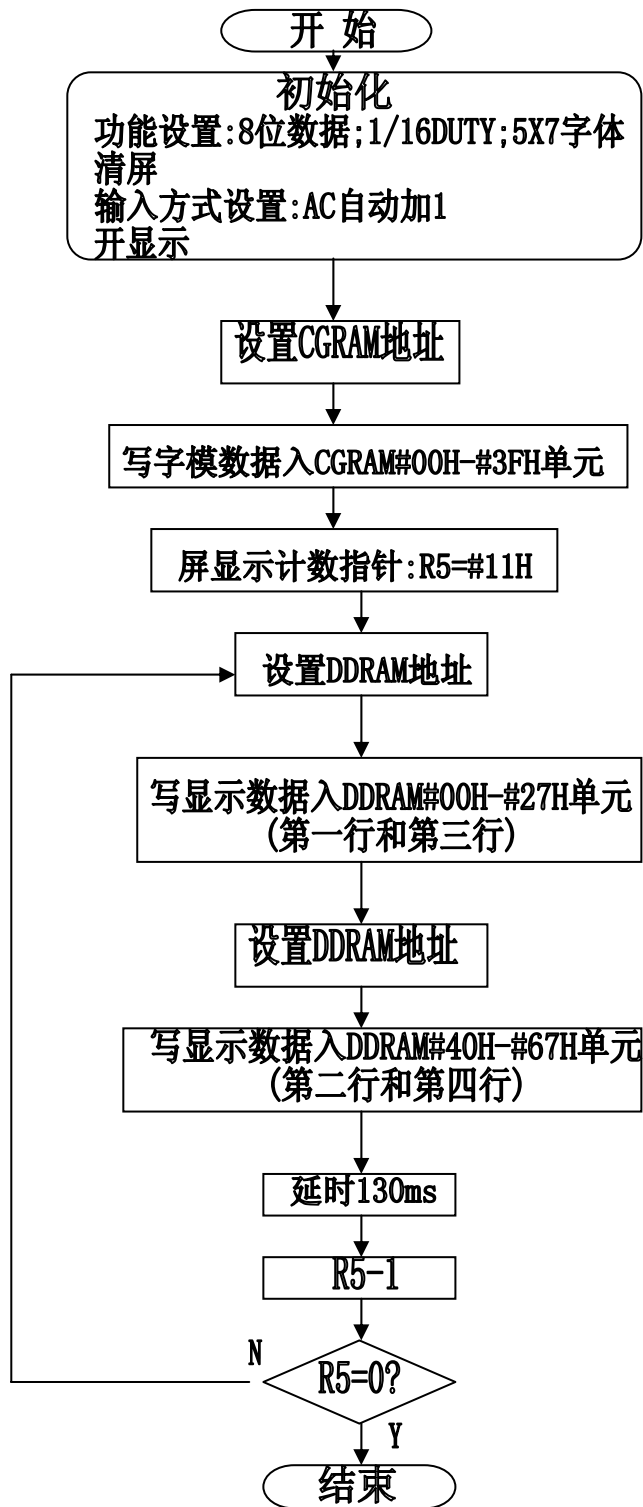 开 始
初始化
功能设置:8位数据;1/16DUTY;5X7字体
清屏
输入方式设置:AC自动加1
开显示
设置CGRAM地址
写字模数据入CGRAM#00H-#3FH单元
屏显示计数指针:R5=#11H
设置DDRAM地址
写显示数据入DDRAM#00H-#27H单元
(第一行和第三行)
设置DDRAM地址
写显示数据入DDRAM#40H-#67H单元
(第二行和第四行)
延时130ms
R5-1
N
R5=0?
Y
结束